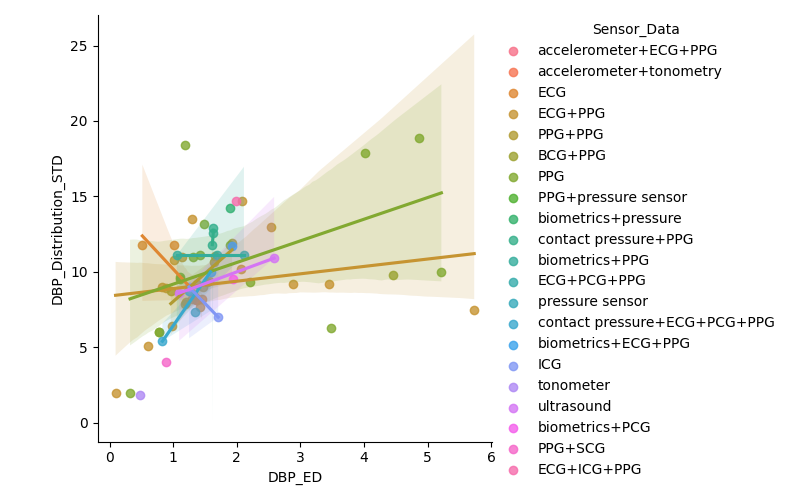 Sensor_Data
accelerometer+ECG+PPG
accelerometer+tonometry
ECG
ECG+PPG
PPG+PPG
BCG+PPG
PPG
PPG+pressure sensor
biometrics+pressure
contact pressure+PPG
biometrics+PPG
ECG+PCG+PPG
pressure sensor
contact pressure+ECG+PCG+PPG
biometrics+ECG+PPG
ICG
tonometer
ultrasound
biometrics+PCG
PPG+SCG
ECG+ICG+PPG
DBP_Distribution_STD
25
20
15
10
5
0
0 1 2 3 4 5 6
DBP_ED